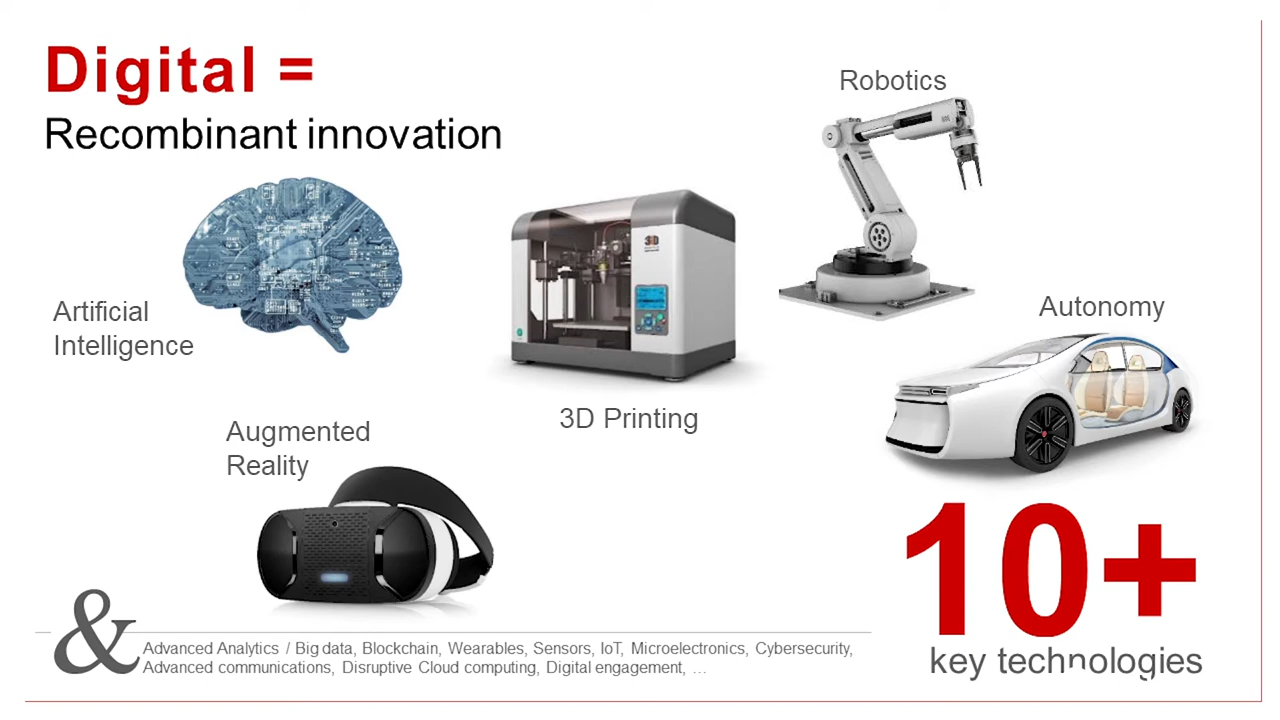 Digital =
Recombinant innovation
Robotics
Artificial
Intelligence
3D
Autonomy
3D Printing
Augmented
Reality
10+
key technologies
&
Advanced Analytics / Big data, Blockchain, Wearables, Sensors, IoT, Microelectronics, Cybersecurity,
Advanced communications, Disruptive Cloud computing, Digital engagement, ...